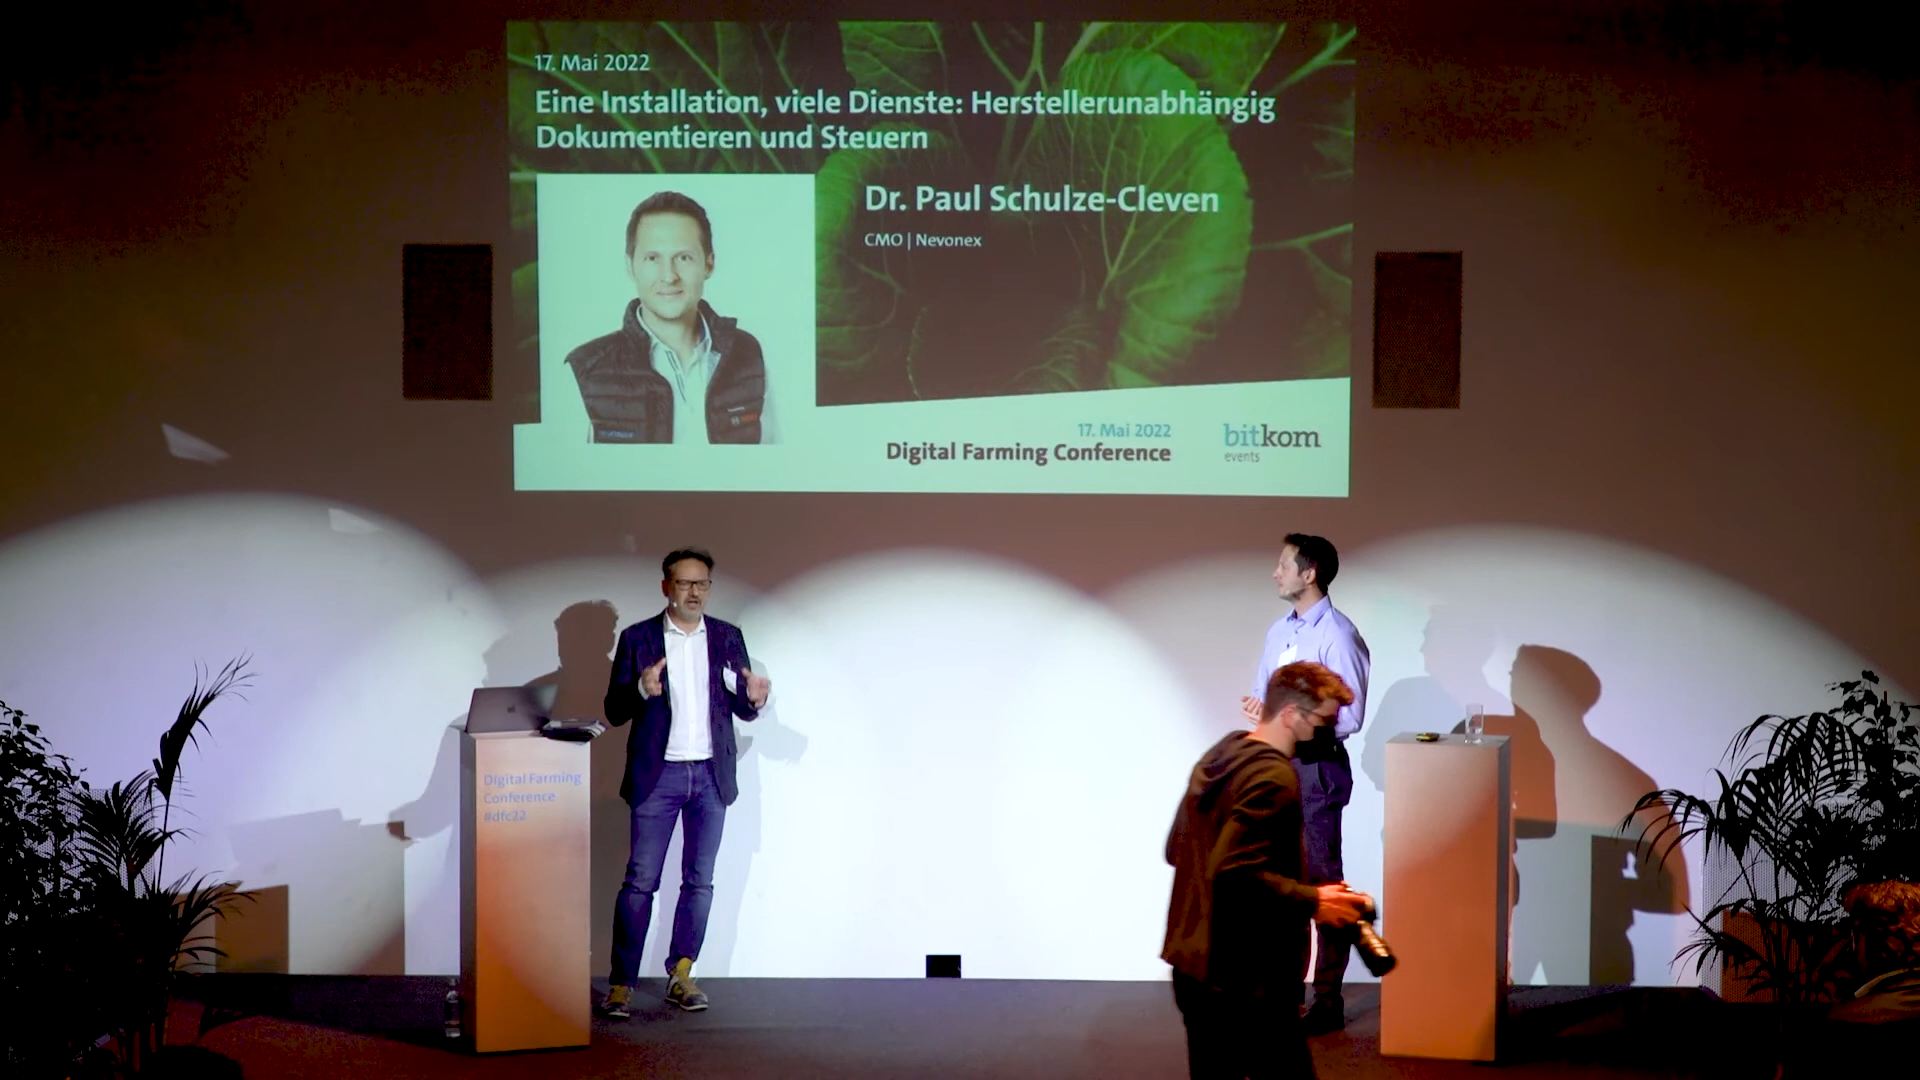 17. Mai 2022
Eine Installation, viele Dienste: Herstellerunabhängig
Dokumentieren und Steuern
Dr. Paul Schulze-Cleven
CMO | Nevonex
17. Mai 2022
Digital Farming Conference
bitkom
events
Digital Farming
Conference
#dfc22